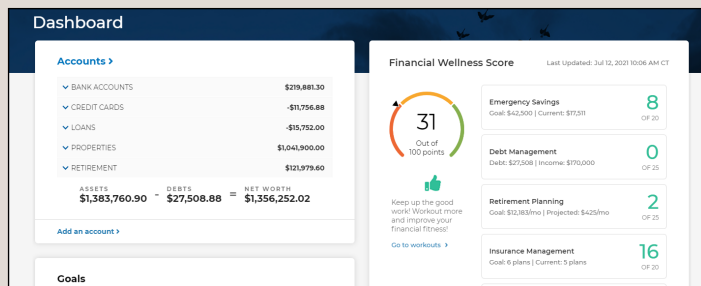 Dashboard
Accounts >
BANK ACCOUNTS $219,881.30
CREDIT CARDS -$11,756.88
LOANS -$15,752.00
PROPERTIES $1,041,900.00
RETIREMENT $121,979.60
ASSETS DEBTS NET WORTH
$1,383,760.90 - $27,508.88 = $1,356,252.02
Add an account >
Goals
Financial Wellness Score Last Updated: Jul 12, 2021 10:06 AM CT
31
Out of
100 points
Keep up the good
work! Workout more
and improve your
financial fitness!
Go to workouts >
Emergency Savings
Goal: $42,500 | Current: $17,511
8
OF 20
Debt Management
Debt: $27,508 | Income: $170,000
0
OF 25
Retirement Planning
Goal: $12,183/mo | Projected: $425/mo
2
OF 25
Insurance Management
Goal: 6 plans | Current: 5 plans
16
OF 20